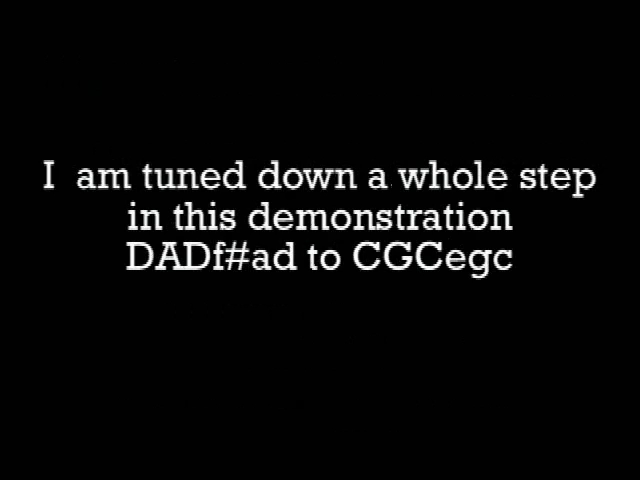 I  am tuned down a whole step
in this demonstration
DADf#ad to CGCegc